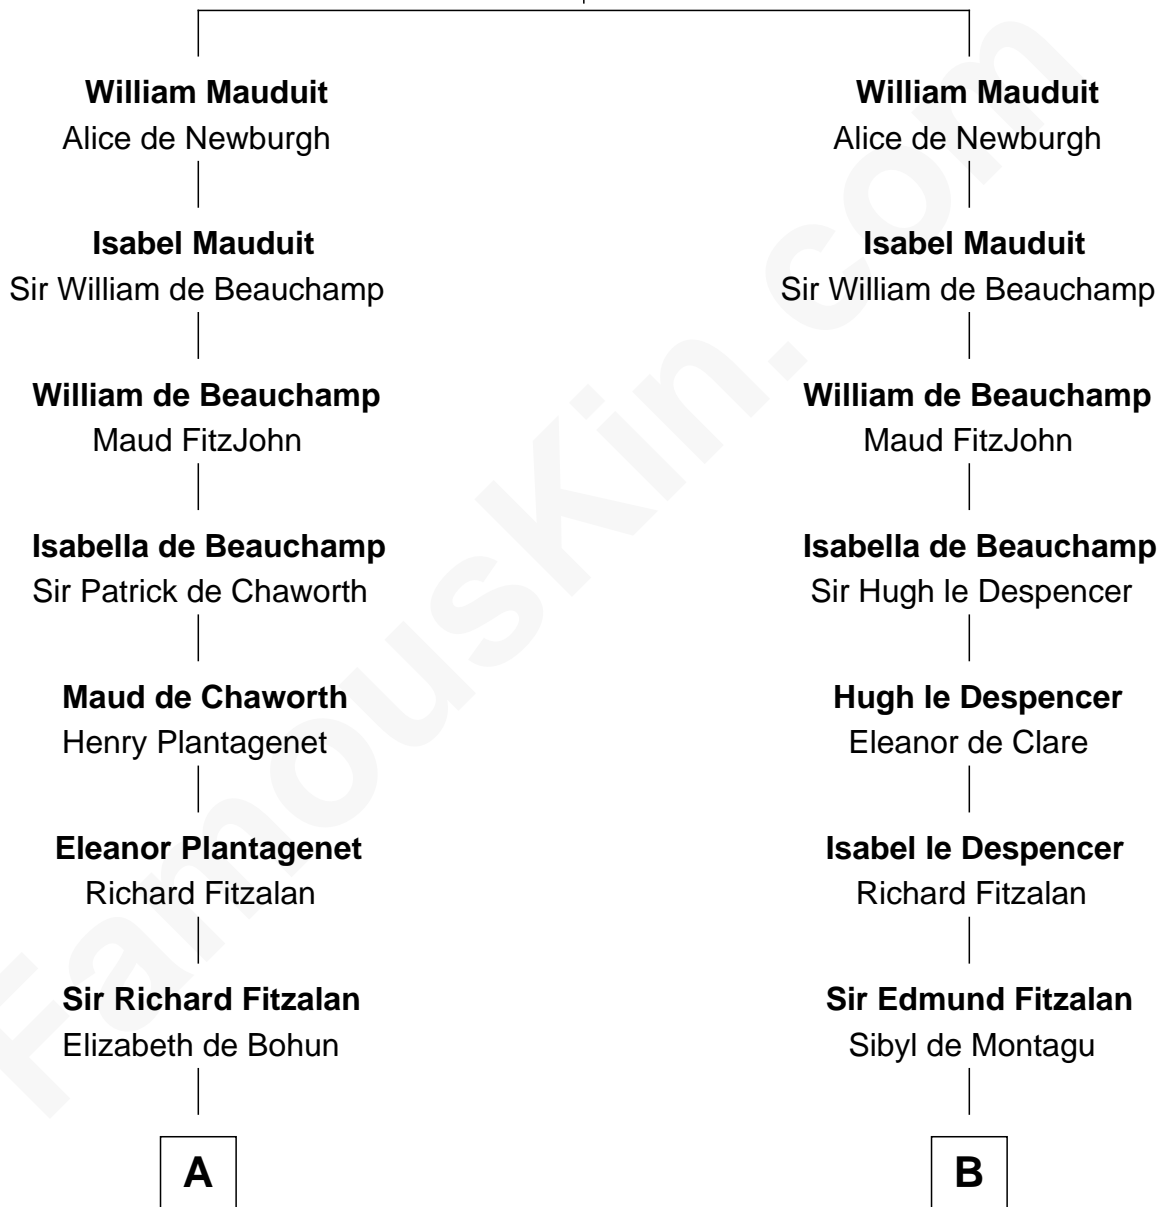 William Mauduit
Alice de Newburgh
Isabel Mauduit
Sir William de Beauchamp
William de Beauchamp
Maud FitzJohn
Isabella de Beauchamp
Sir Patrick de Chaworth
Maud de Chaworth
Henry Plantagenet
Eleanor Plantagenet
Richard Fitzalan
Sir Richard Fitzalan
Elizabeth de Bohun
A
William Mauduit
Alice de Newburgh
Isabel Mauduit
Sir William de Beauchamp
William de Beauchamp
Maud FitzJohn
Isabella de Beauchamp
Sir Hugh le Despencer
Hugh le Despencer
Eleanor de Clare
Isabel le Despencer
Richard Fitzalan
Sir Edmund Fitzalan
Sibyl de Montagu
B
FamousKin.com